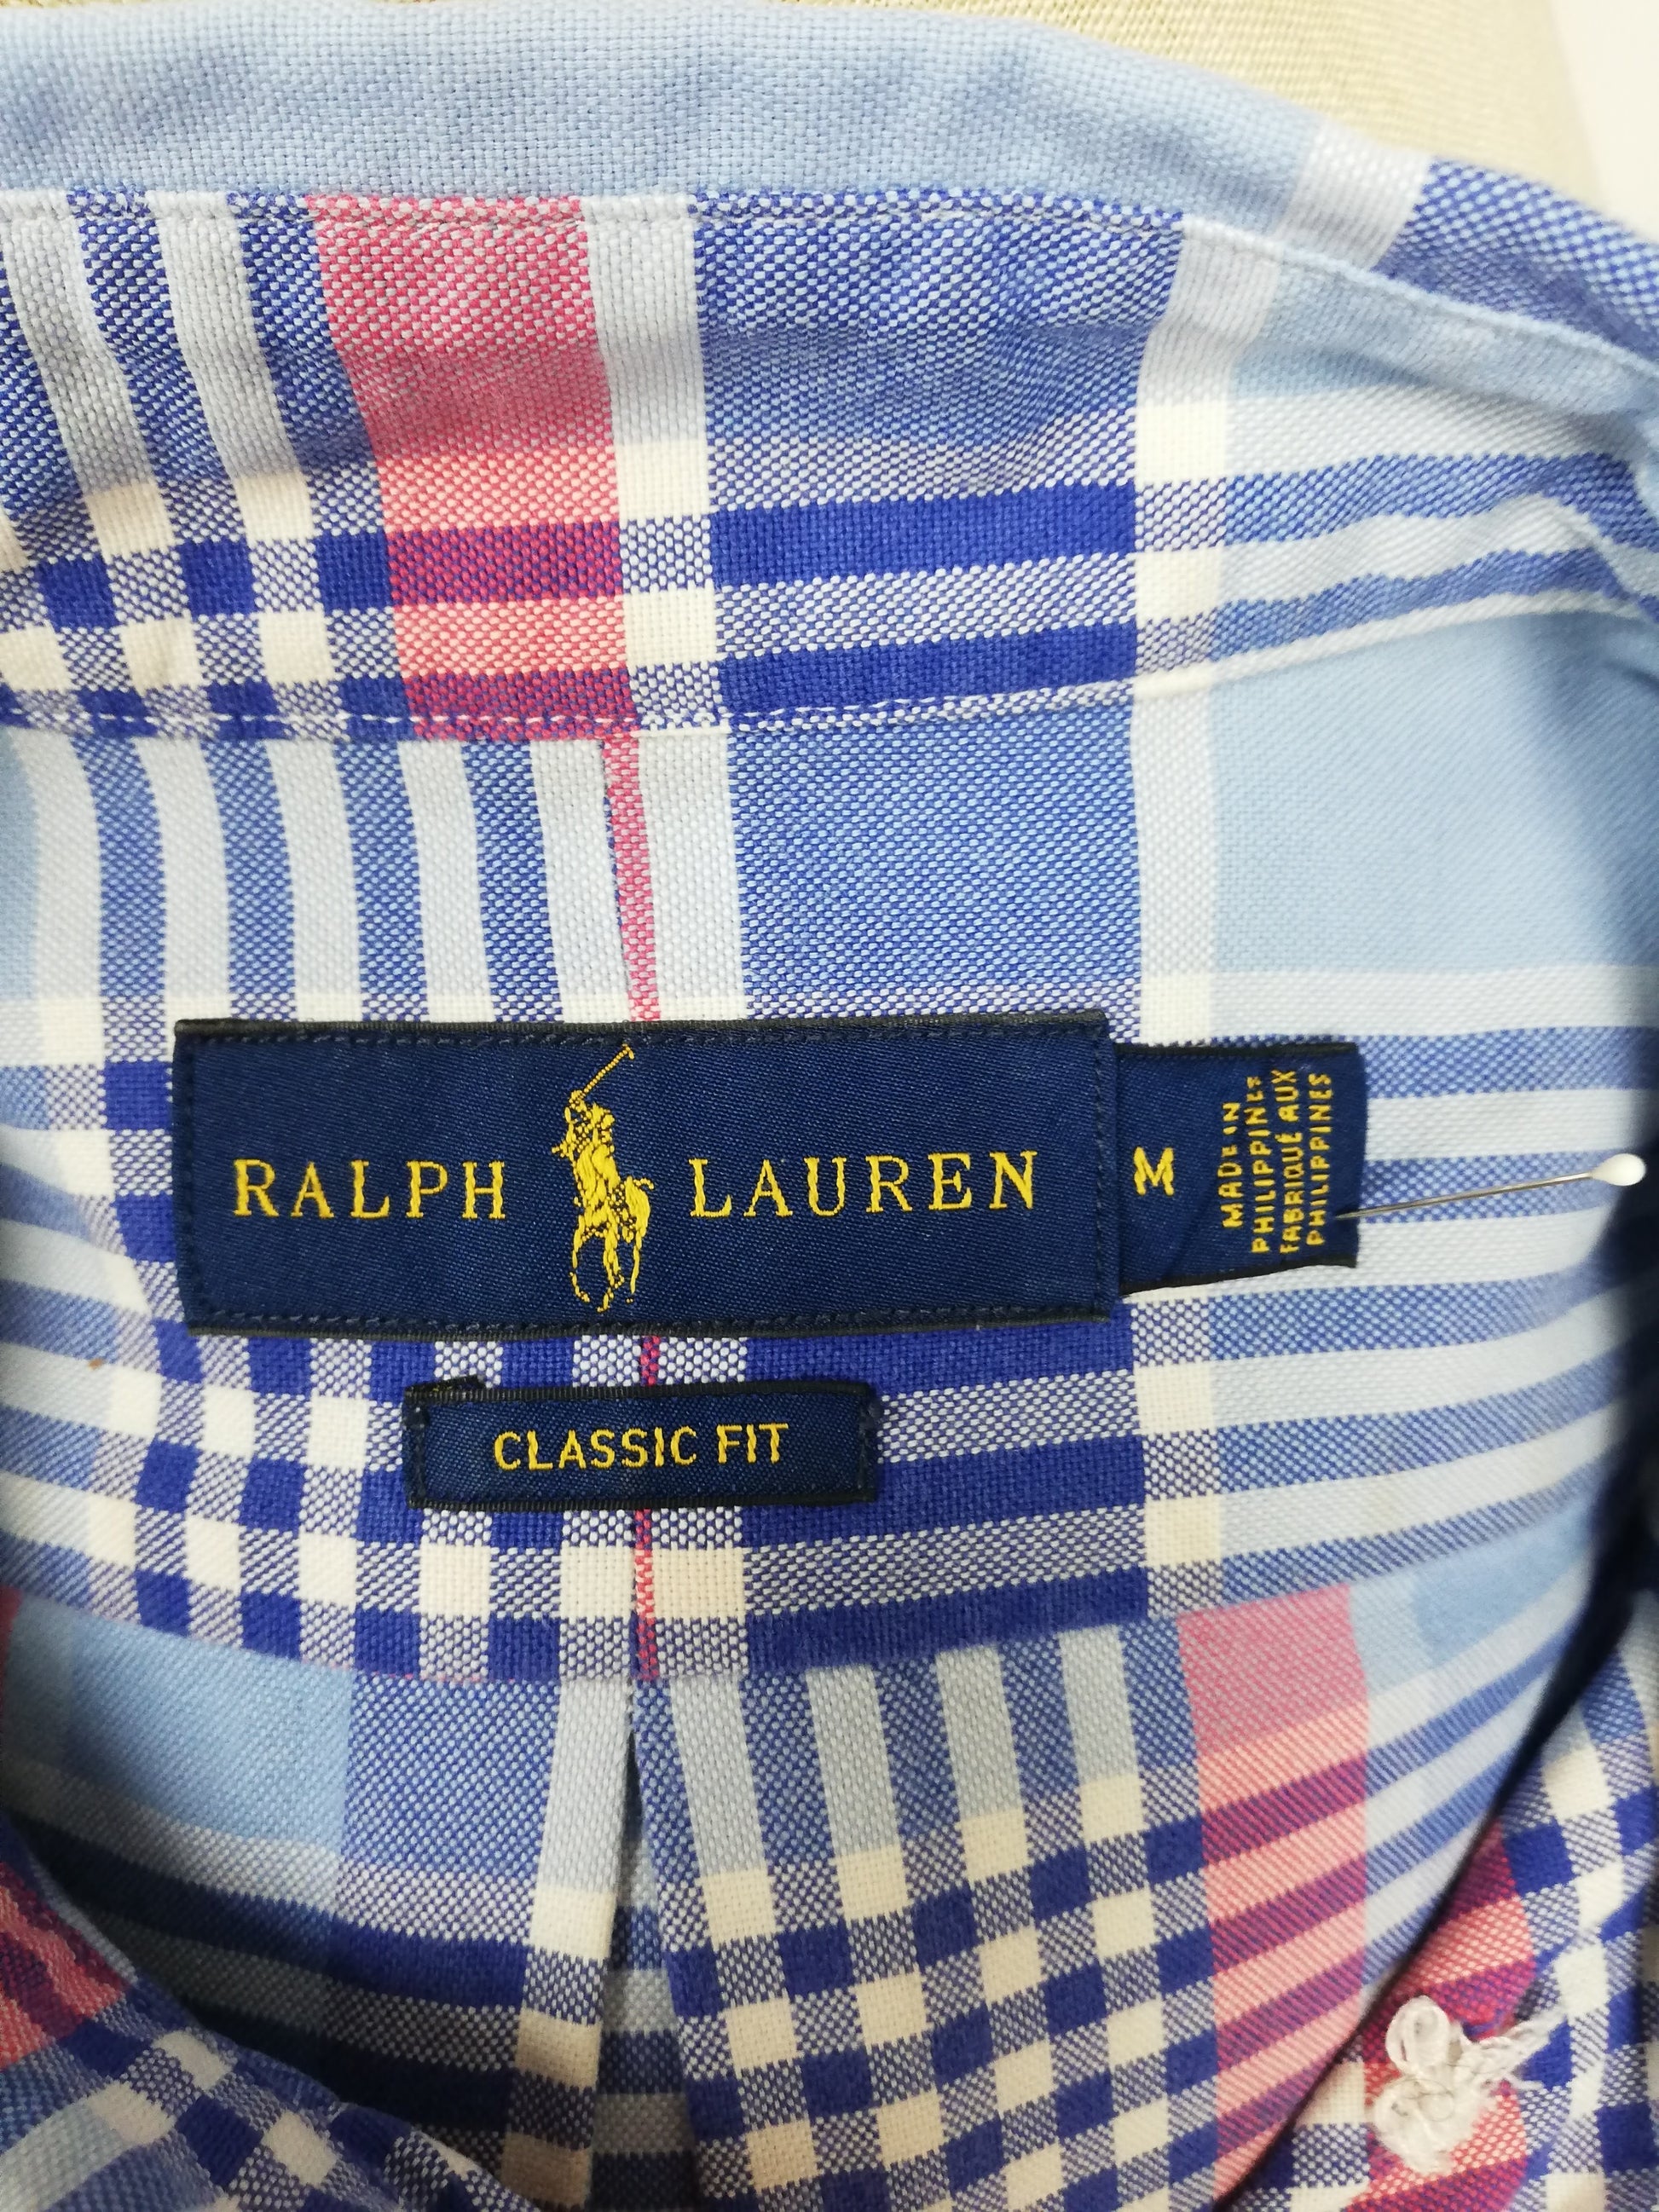 RALPH LAUREN
M
MADE IN
PHILIPPINES
FABRIQUÉ AUX
PHILIPPINES
CLASSIC FIT